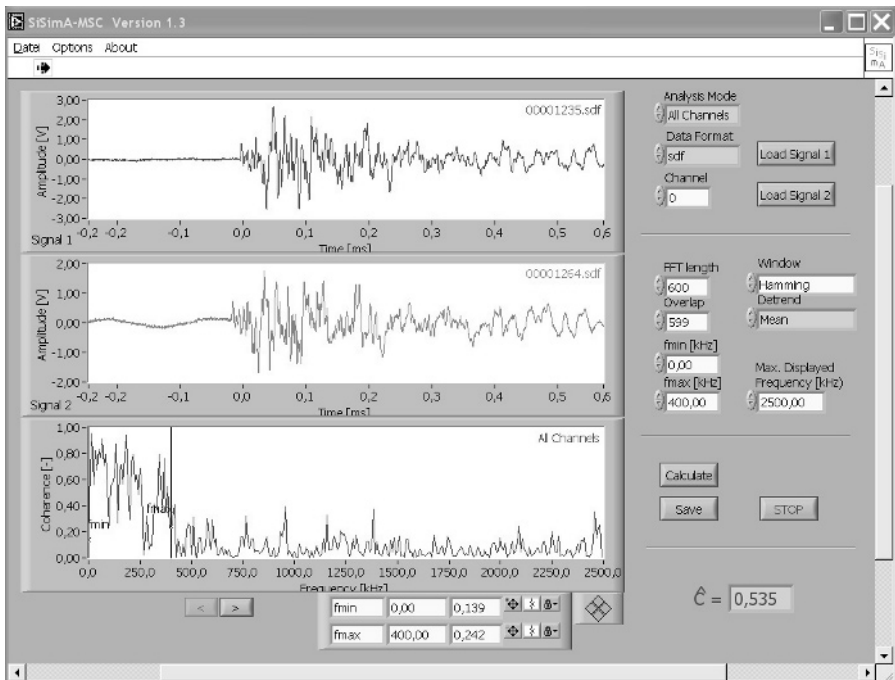 SiSimA-MSC Version 1.3
Datei Options About
SiSi
mA
3,00
2,00
1,00
0,00
-1,00
-2,00
-3,00
Amplitude [V]
00001235.sdf
-0,2 -0,2 -0,1 0,0 0,1 0,2 0,3 0,4 0,5 0,6
Signal 1
Time [ms]
2,00
1,00
0,00
-1,00
-2,00
Amplitude [V]
00001264.sdf
-0,2 -0,2 -0,1 0,0 0,1 0,2 0,3 0,4 0,5 0,6
Signal 2
Time [ms]
1,00
0,80
0,60
0,40
0,20
0,00
Coherence [-]
All Channels
fmin
fmax
0,0 250,0 500,0 750,0 1000,0 1250,0 1500,0 1750,0 2000,0 2250,0 2500,0
Frequency [kHz]
< >
fmin 0,00 0,139
fmax 400,00 0,242
Analysis Mode
All Channels
Data Format
sdf
Load Signal 1
Channel
0
Load Signal 2
FFT length
600
Window
Hamming
Overlap
599
Detrend
Mean
fmin [kHz]
0,00
fmax [kHz]
400,00
Max. Displayed
Frequency [kHz)
2500,00
Calculate
Save STOP
Ĉ = 0,535